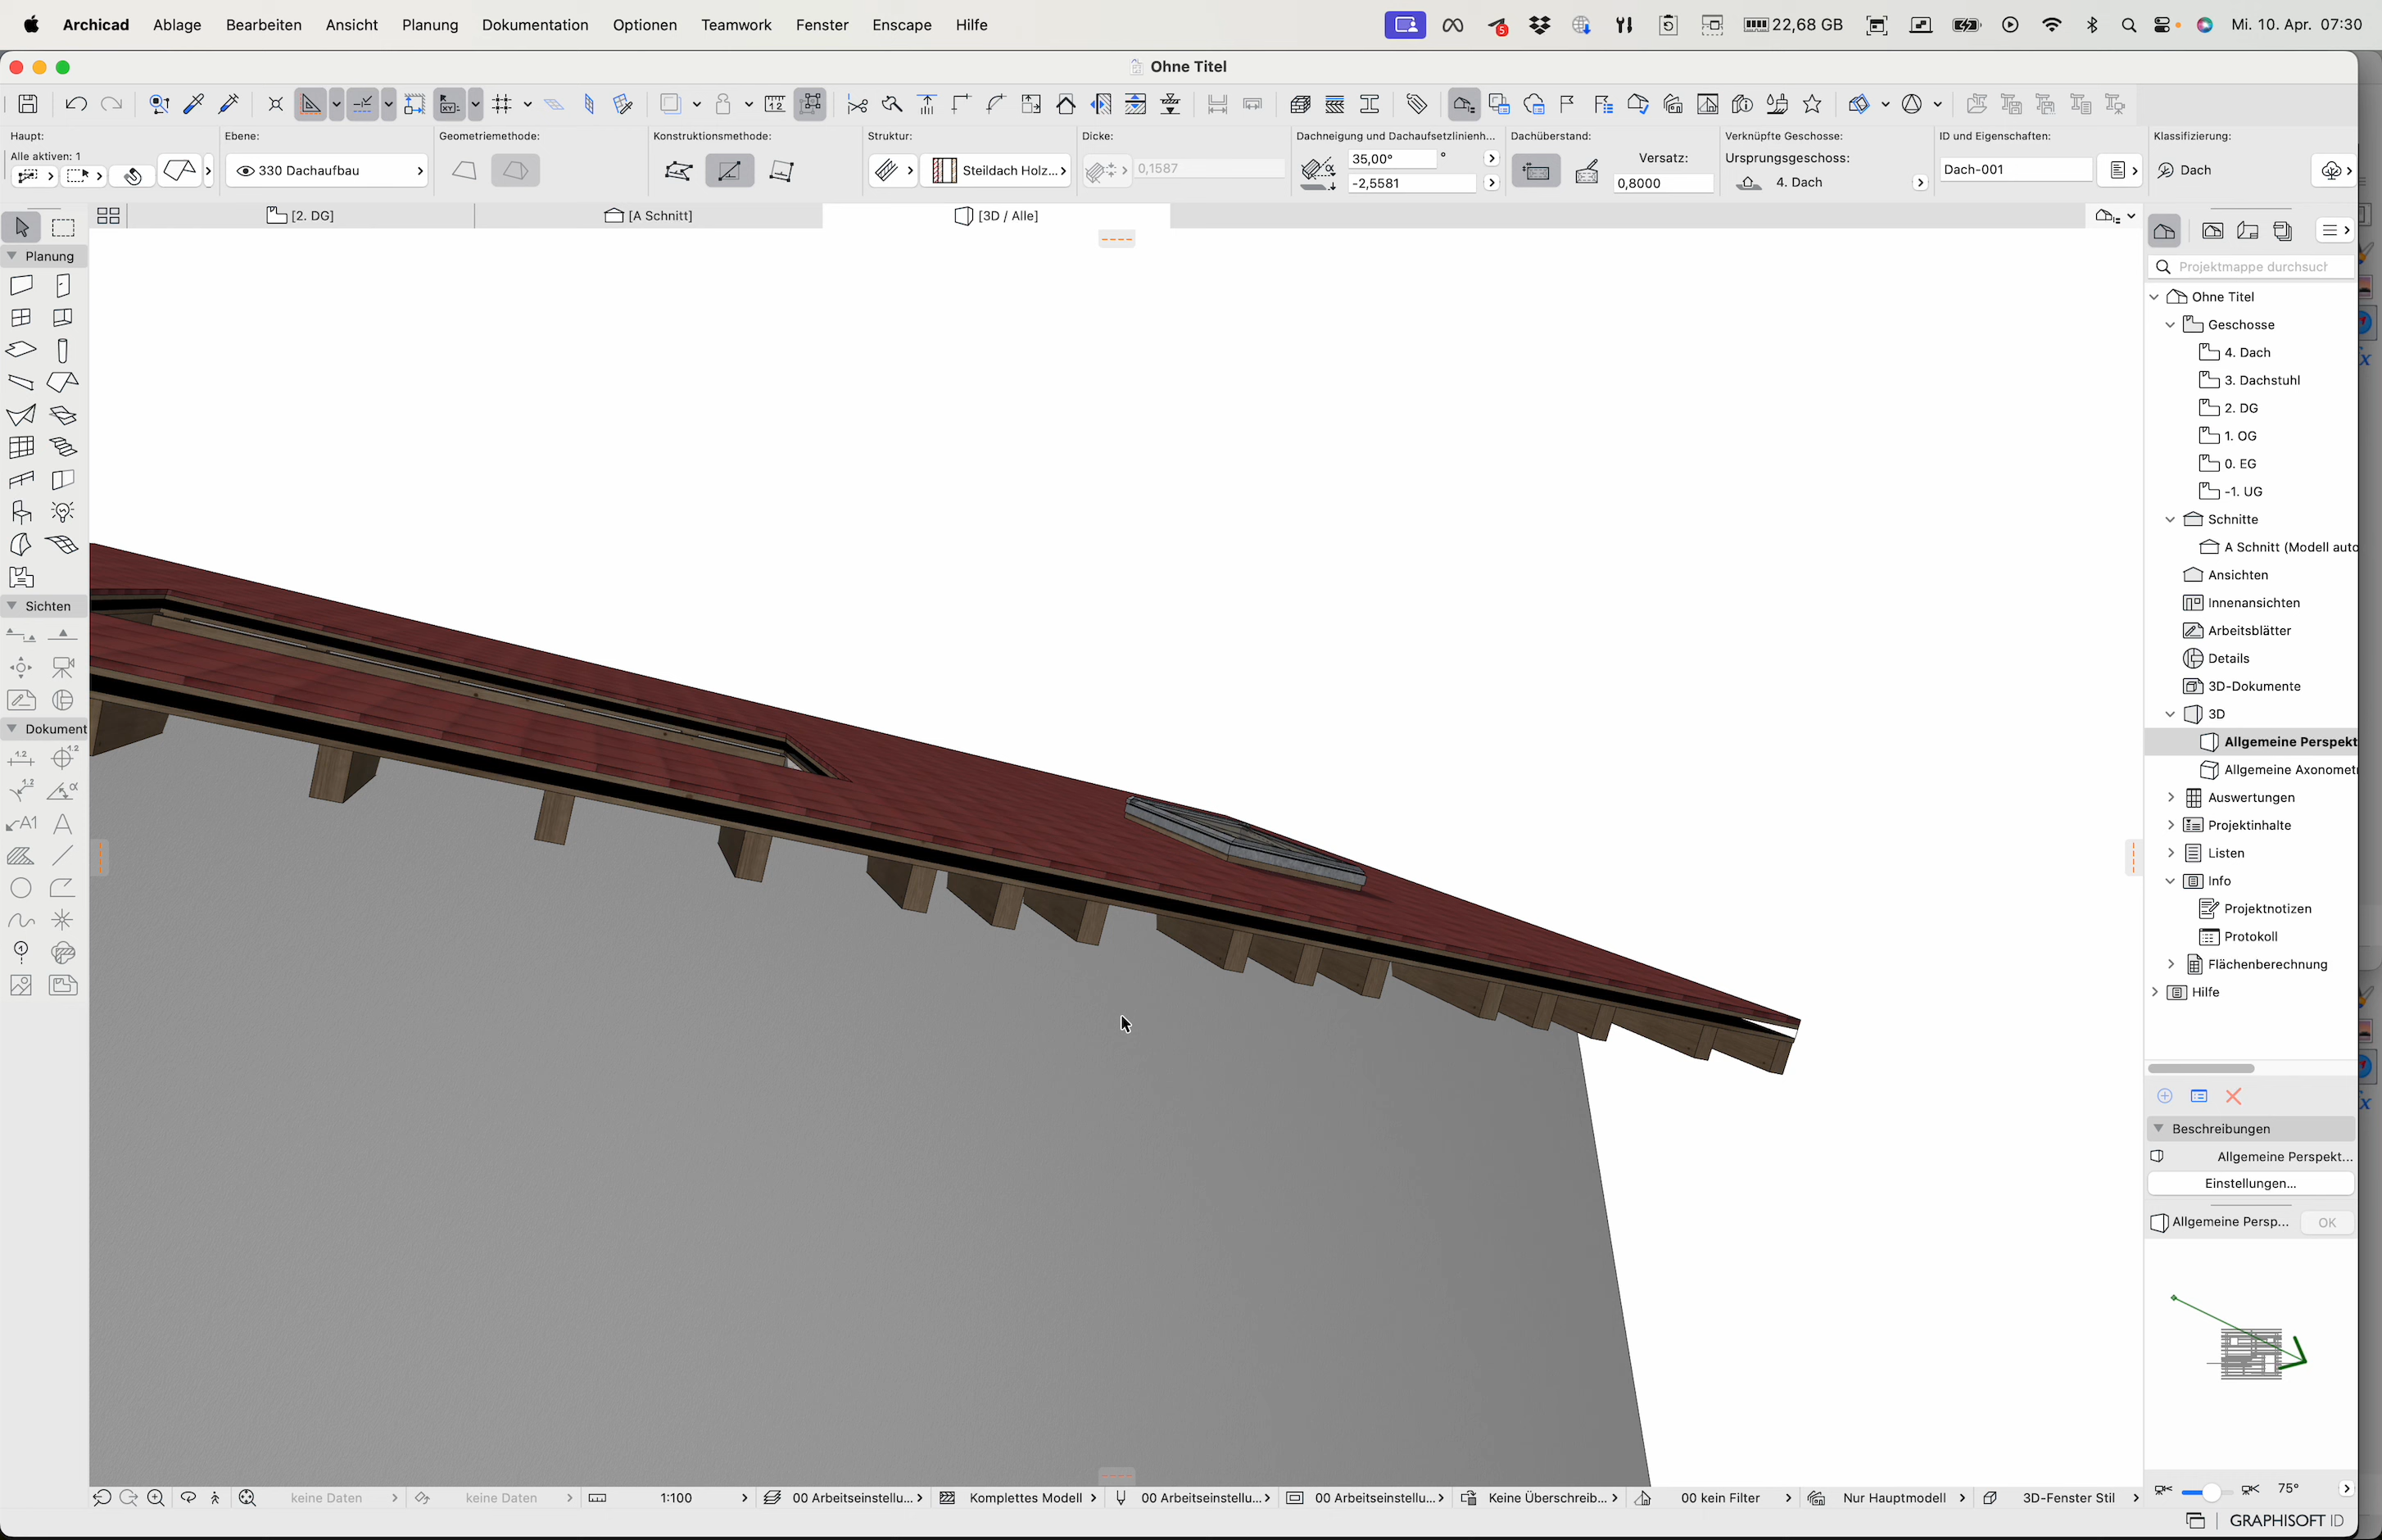 Archicad Ablage Bearbeiten Ansicht Planung Dokumentation Optionen Teamwork Fenster Enscape Hilfe 5 22,68 GB Mi. 10. Apr. 07:30
Ohne Titel
Haupt: Ebene: Geometriemethode: Konstruktionsmethode: Struktur: Dicke: Dachneigung und Dachaufsetzlinienh... Dachüberstand: Verknüpfte Geschosse: ID und Eigenschaften: Klassifizierung:
Alle aktiven: 1
330 Dachaufbau
Steildach Holz...
0,1587
35,00° °
-2,5581
Versatz:
0,8000
Ursprungsgeschoss:
4. Dach
Dach-001
Dach
[2. DG] [A Schnitt] [3D / Alle]
Planung
Sichten
Dokument
Projektmappe durchsuch
Ohne Titel
Geschosse
4. Dach
3. Dachstuhl
2. DG
1. OG
0. EG
-1. UG
Schnitte
A Schnitt (Modell auto
Ansichten
Innenansichten
Arbeitsblätter
Details
3D-Dokumente
3D
Allgemeine Perspekt
Allgemeine Axonomet
Auswertungen
Projektinhalte
Listen
Info
Projektnotizen
Protokoll
Flächenberechnung
Hilfe
Beschreibungen
Allgemeine Perspekt...
Einstellungen...
Allgemeine Persp... OK
keine Daten keine Daten 1:100 00 Arbeitseinstellu... Komplettes Modell 00 Arbeitseinstellu... 00 Arbeitseinstellu... Keine Überschreib... 00 kein Filter Nur Hauptmodell 3D-Fenster Stil 75°
GRAPHISOFT ID